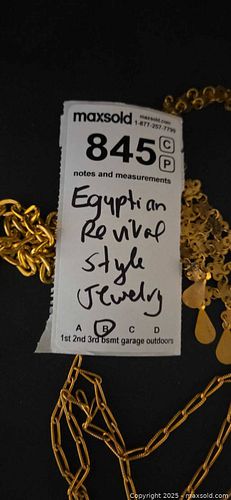 maxsold maxsold.com
1-877-257-7790
845 C
P
notes and measurements
Egyptian
Revival
Style
Jewelry
A B C D
1st 2nd 3rd bsmt garage outdoors
Copyright 2025 - maxsold.com